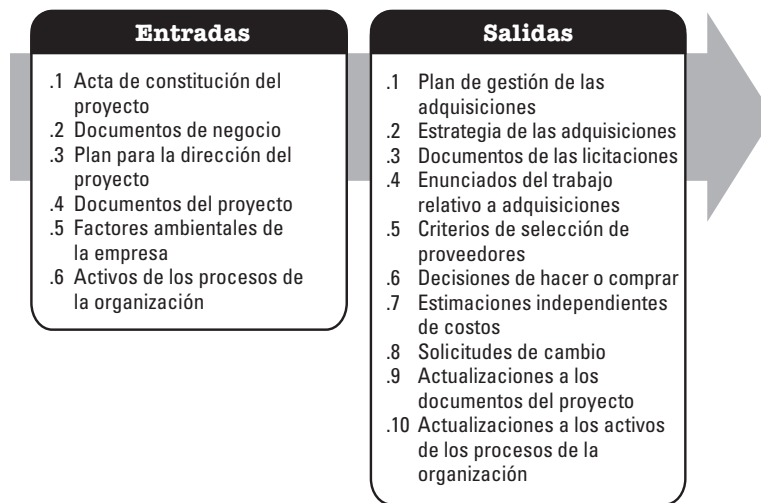 Entradas
.1 Acta de constitución del
proyecto
.2 Documentos de negocio
.3 Plan para la dirección del
proyecto
.4 Documentos del proyecto
.5 Factores ambientales de
la empresa
.6 Activos de los procesos de
la organización
Salidas
.1 Plan de gestión de las
adquisiciones
.2 Estrategia de las adquisiciones
.3 Documentos de las licitaciones
.4 Enunciados del trabajo
relativo a adquisiciones
.5 Criterios de selección de
proveedores
.6 Decisiones de hacer o comprar
.7 Estimaciones independientes
de costos
.8 Solicitudes de cambio
.9 Actualizaciones a los
documentos del proyecto
.10 Actualizaciones a los activos
de los procesos de la
organización